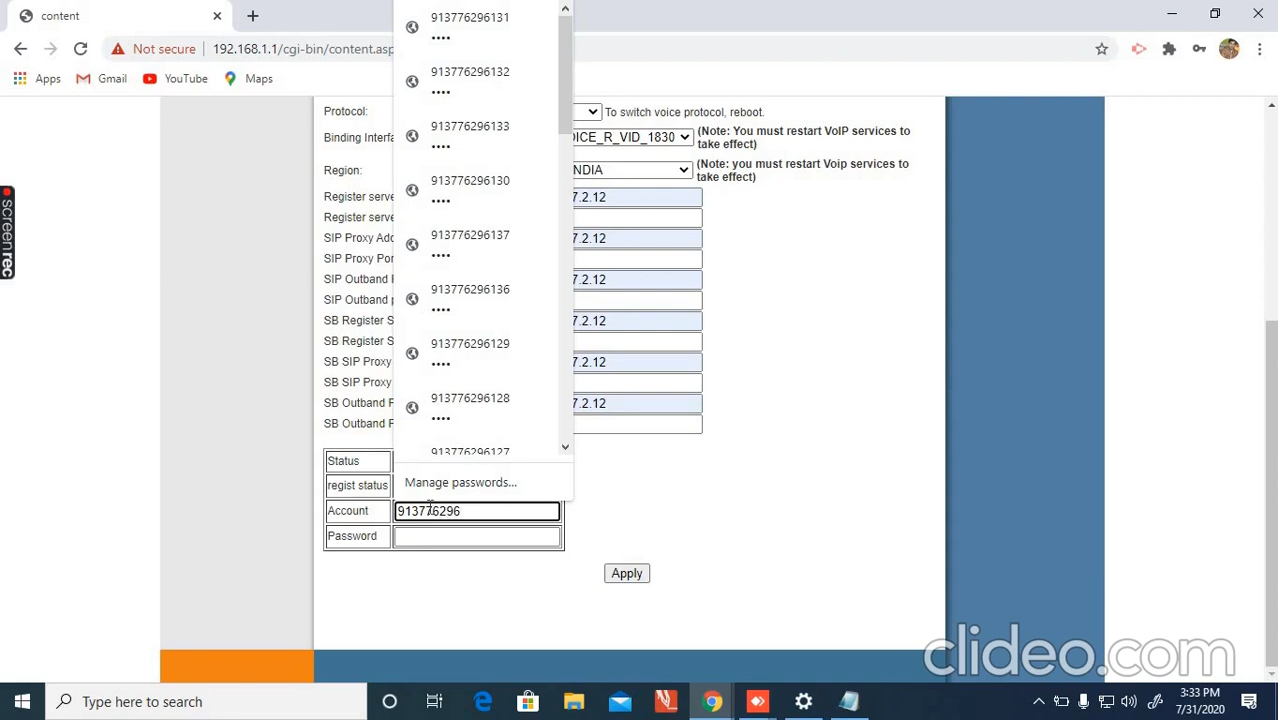 content
Not secure
192.168.1.1/cgi-bin/content.asp
Apps
Gmail
YouTube
Maps
913776296131
••••
913776296132
••••
913776296133
••••
913776296130
••••
913776296137
••••
913776296136
••••
913776296129
••••
913776296128
••••
913776296127
Manage passwords...
Protocol:
To switch voice protocol, reboot.
Binding Interfa
OICE_R_VID_1830
(Note: You must restart VoIP services to
take effect)
Region:
INDIA
(Note: you must restart Voip services to
take effect)
Register serve
7.2.12
Register serve
SIP Proxy Add
7.2.12
SIP Proxy Por
SIP Outband
7.2.12
SIP Outband p
SB Register S
7.2.12
SB Register S
SB SIP Proxy
7.2.12
SB SIP Proxy
SB Outband F
7.2.12
SB Outband F
Status
regist status
Account
913776296
Password
Apply
screenrec
clideo.com
Type here to search
3:33 PM
7/31/2020